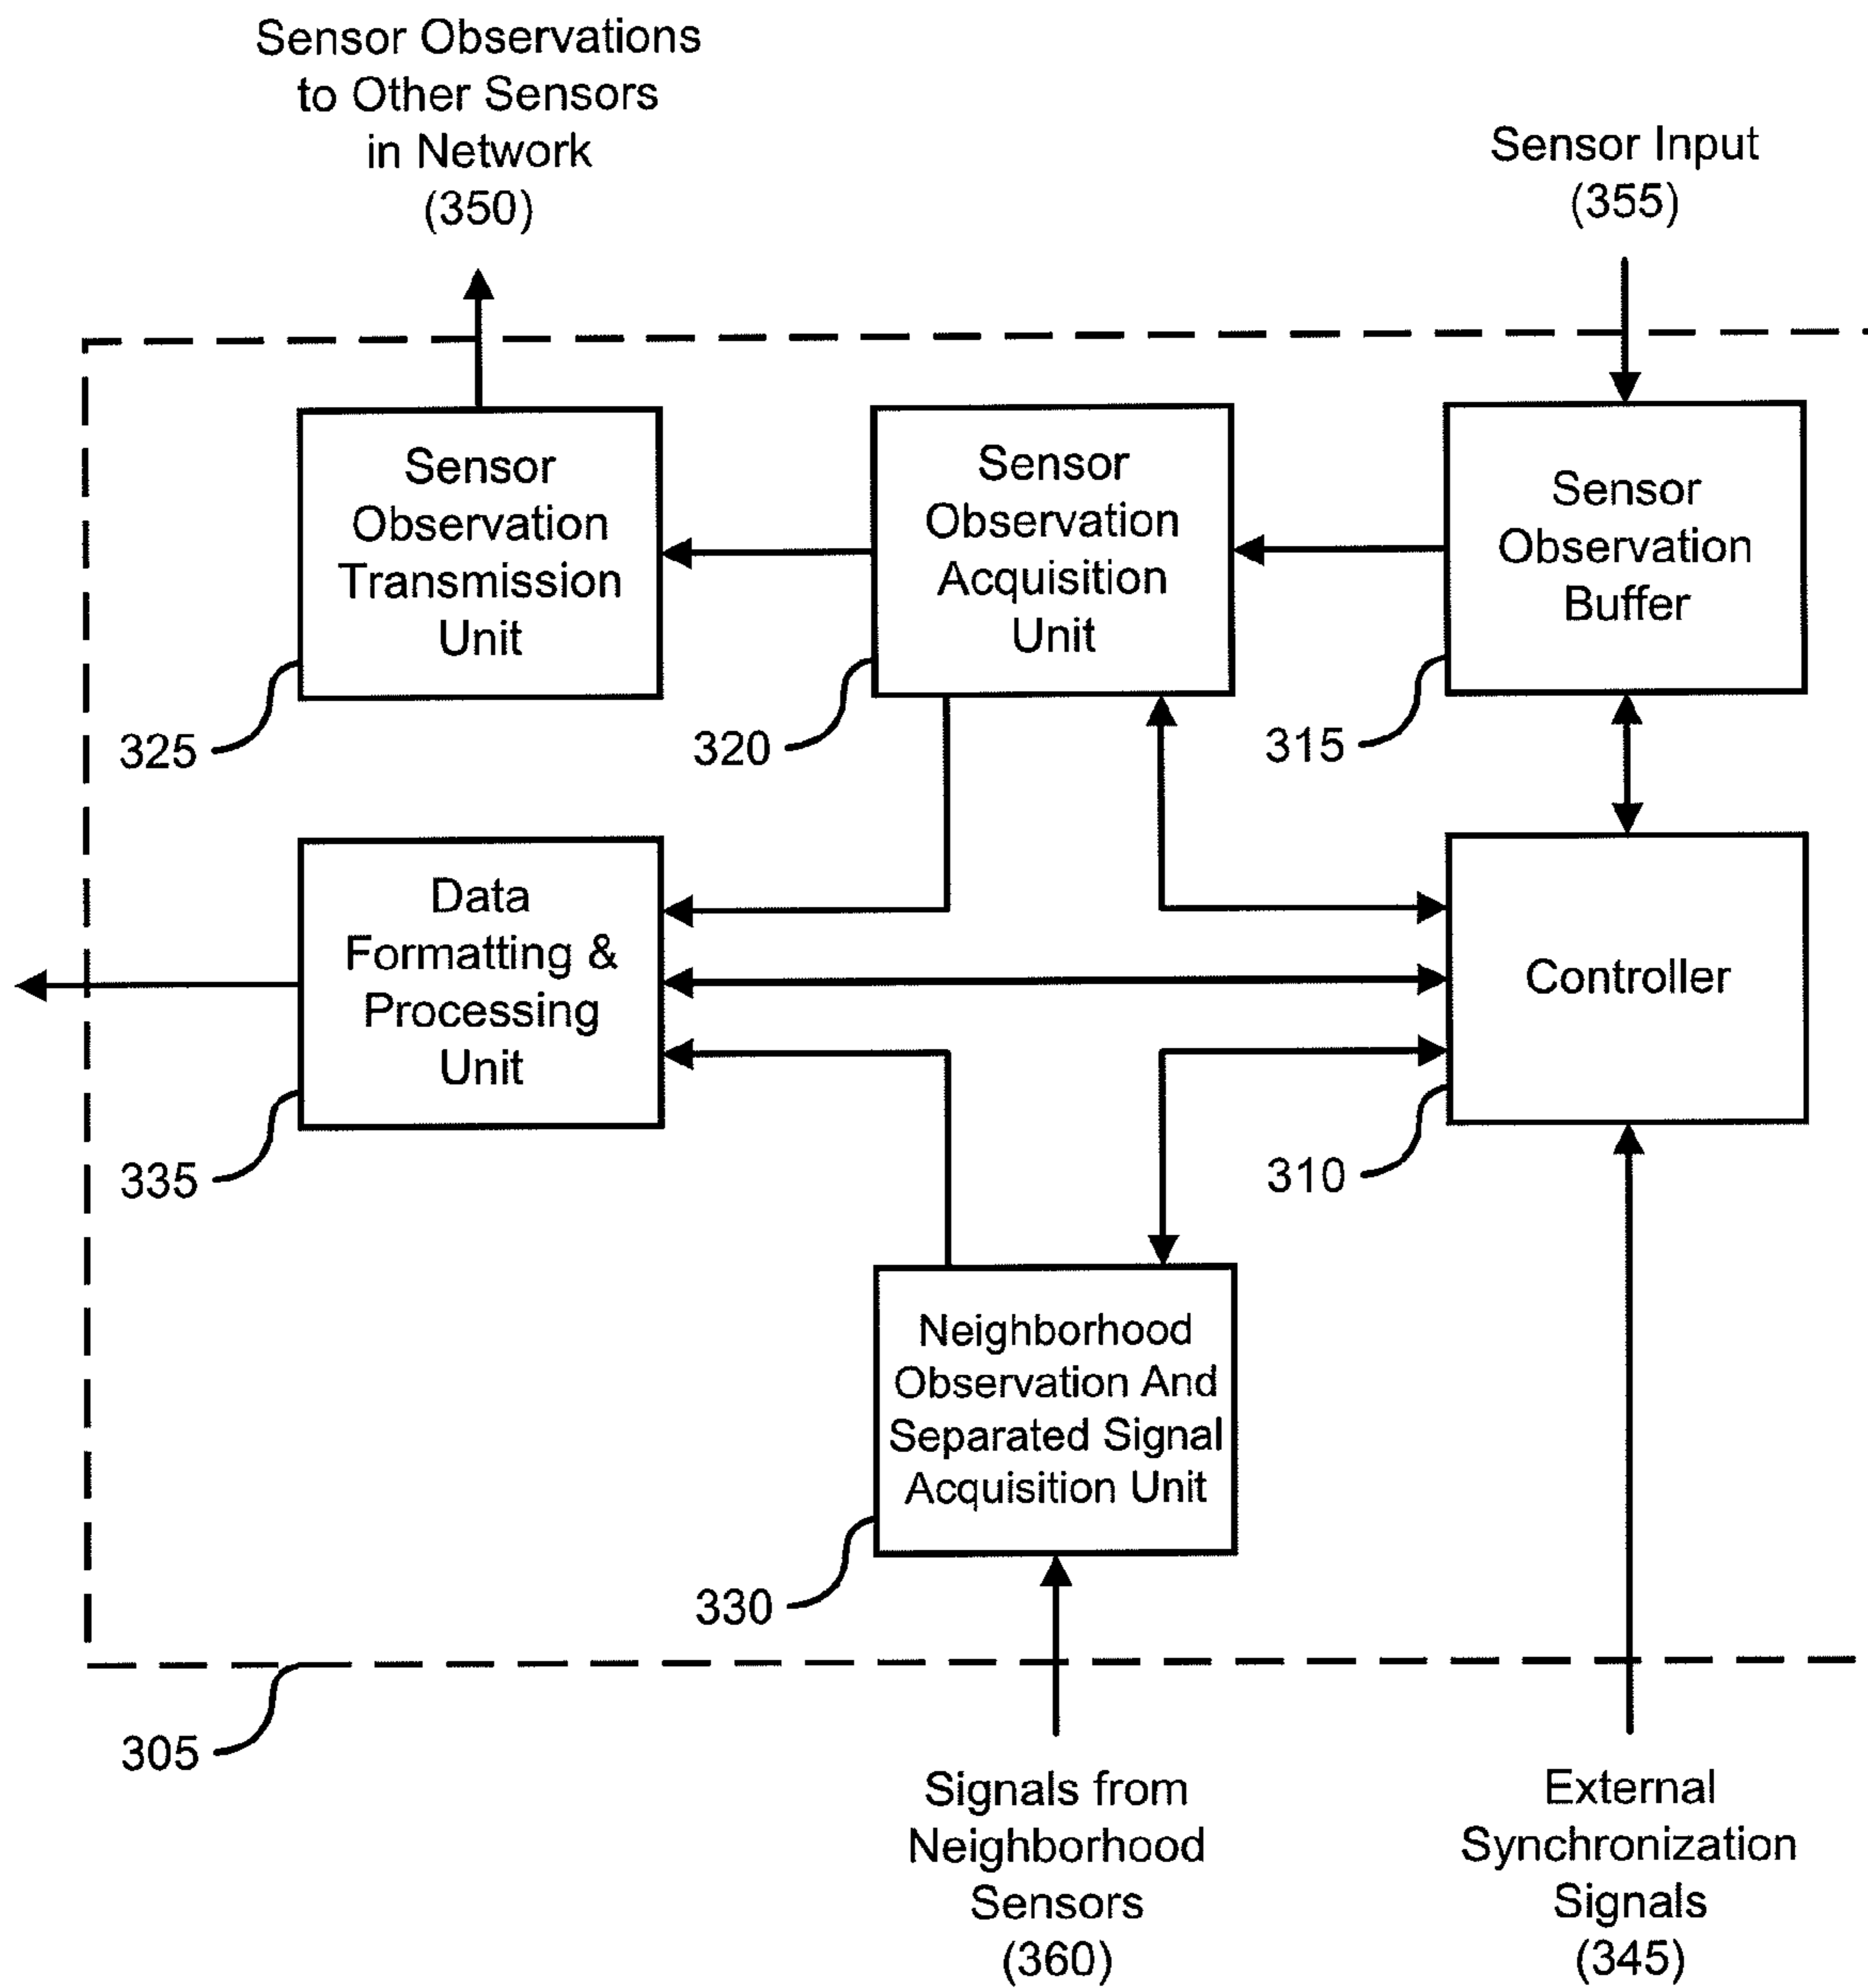 Sensor Observations
to Other Sensors
in Network
(350)
Sensor Input
(355)
Sensor
Observation
Transmission
Unit
Sensor
Observation
Acquisition
Unit
Sensor
Observation
Buffer
325
320
315
Data
Formatting &
Processing
Unit
Controller
335
310
Neighborhood
Observation And
Separated Signal
Acquisition Unit
330
305
Signals from
Neighborhood
Sensors
(360)
External
Synchronization
Signals
(345)